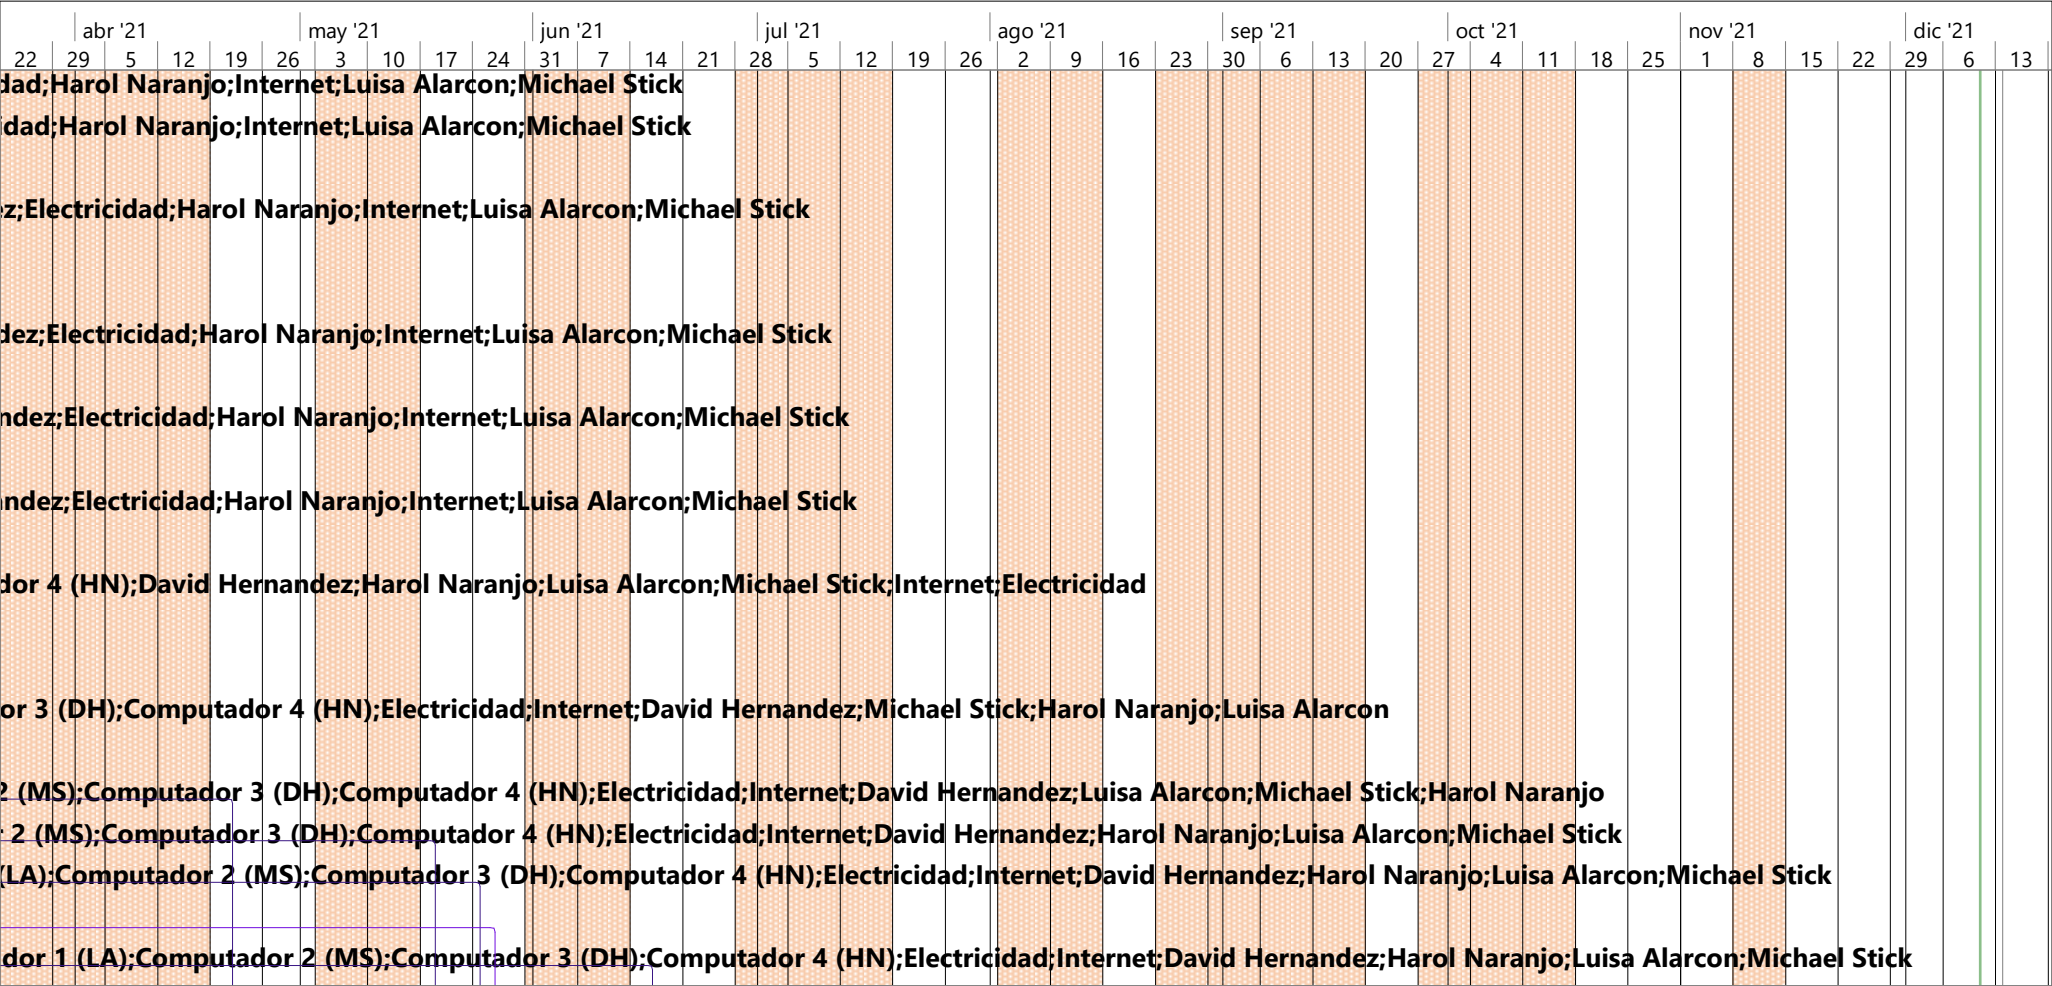 abr '21 may '21 jun '21 jul '21 ago '21 sep '21 oct '21 nov '21 dic '21
22 29 5 12 19 26 3 10 17 24 31 7 14 21 28 5 12 19 26 2 9 16 23 30 6 13 20 27 4 11 18 25 1 8 15 22 29 6 13
dad;Harol Naranjo;Internet;Luisa Alarcon;Michael Stick
idad;Harol Naranjo;Internet;Luisa Alarcon;Michael Stick
ez;Electricidad;Harol Naranjo;Internet;Luisa Alarcon;Michael Stick
dez;Electricidad;Harol Naranjo;Internet;Luisa Alarcon;Michael Stick
ndez;Electricidad;Harol Naranjo;Internet;Luisa Alarcon;Michael Stick
andez;Electricidad;Harol Naranjo;Internet;Luisa Alarcon;Michael Stick
dor 4 (HN);David Hernandez;Harol Naranjo;Luisa Alarcon;Michael Stick;Internet;Electricidad
or 3 (DH);Computador 4 (HN);Electricidad;Internet;David Hernandez;Michael Stick;Harol Naranjo;Luisa Alarcon
2 (MS);Computador 3 (DH);Computador 4 (HN);Electricidad;Internet;David Hernandez;Luisa Alarcon;Michael Stick;Harol Naranjo
r 2 (MS);Computador 3 (DH);Computador 4 (HN);Electricidad;Internet;David Hernandez;Harol Naranjo;Luisa Alarcon;Michael Stick
(LA);Computador 2 (MS);Computador 3 (DH);Computador 4 (HN);Electricidad;Internet;David Hernandez;Harol Naranjo;Luisa Alarcon;Michael Stick
dor 1 (LA);Computador 2 (MS);Computador 3 (DH);Computador 4 (HN);Electricidad;Internet;David Hernandez;Harol Naranjo;Luisa Alarcon;Michael Stick